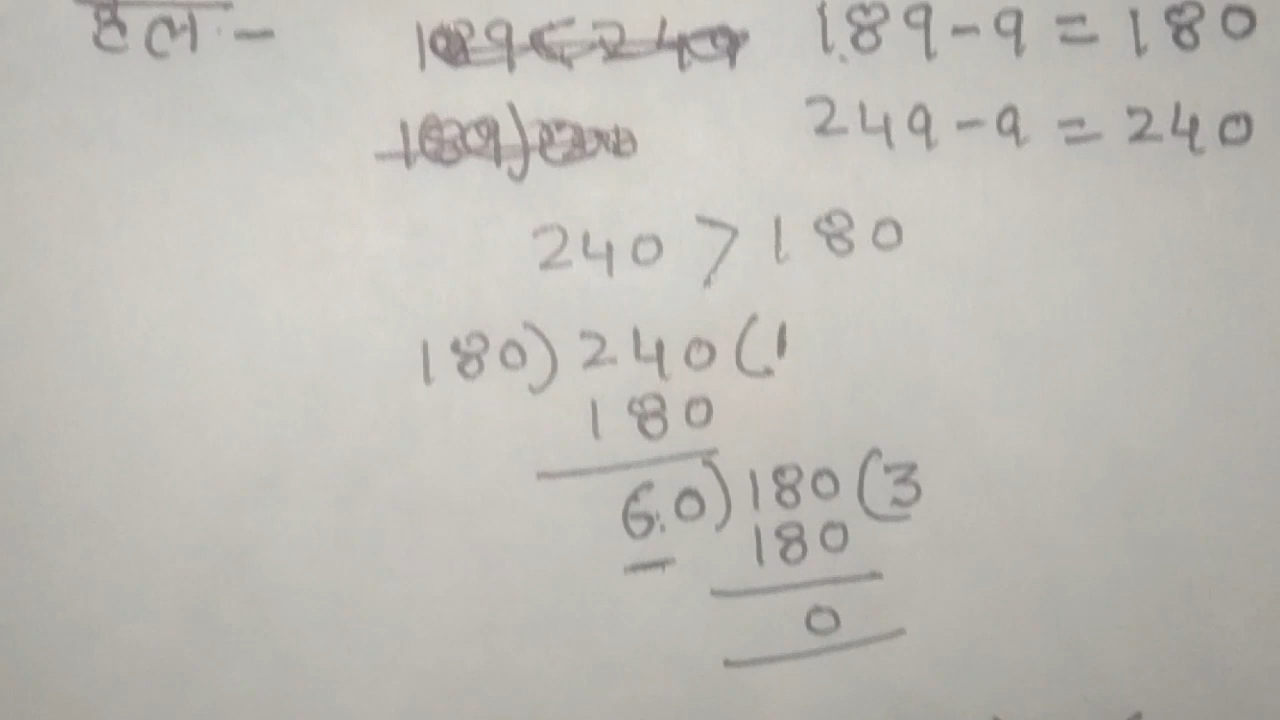 हल :-
189 - 9 = 180
249 - 9 = 240
240 > 180
180) 240 (1
180
60) 180 (3
180
0